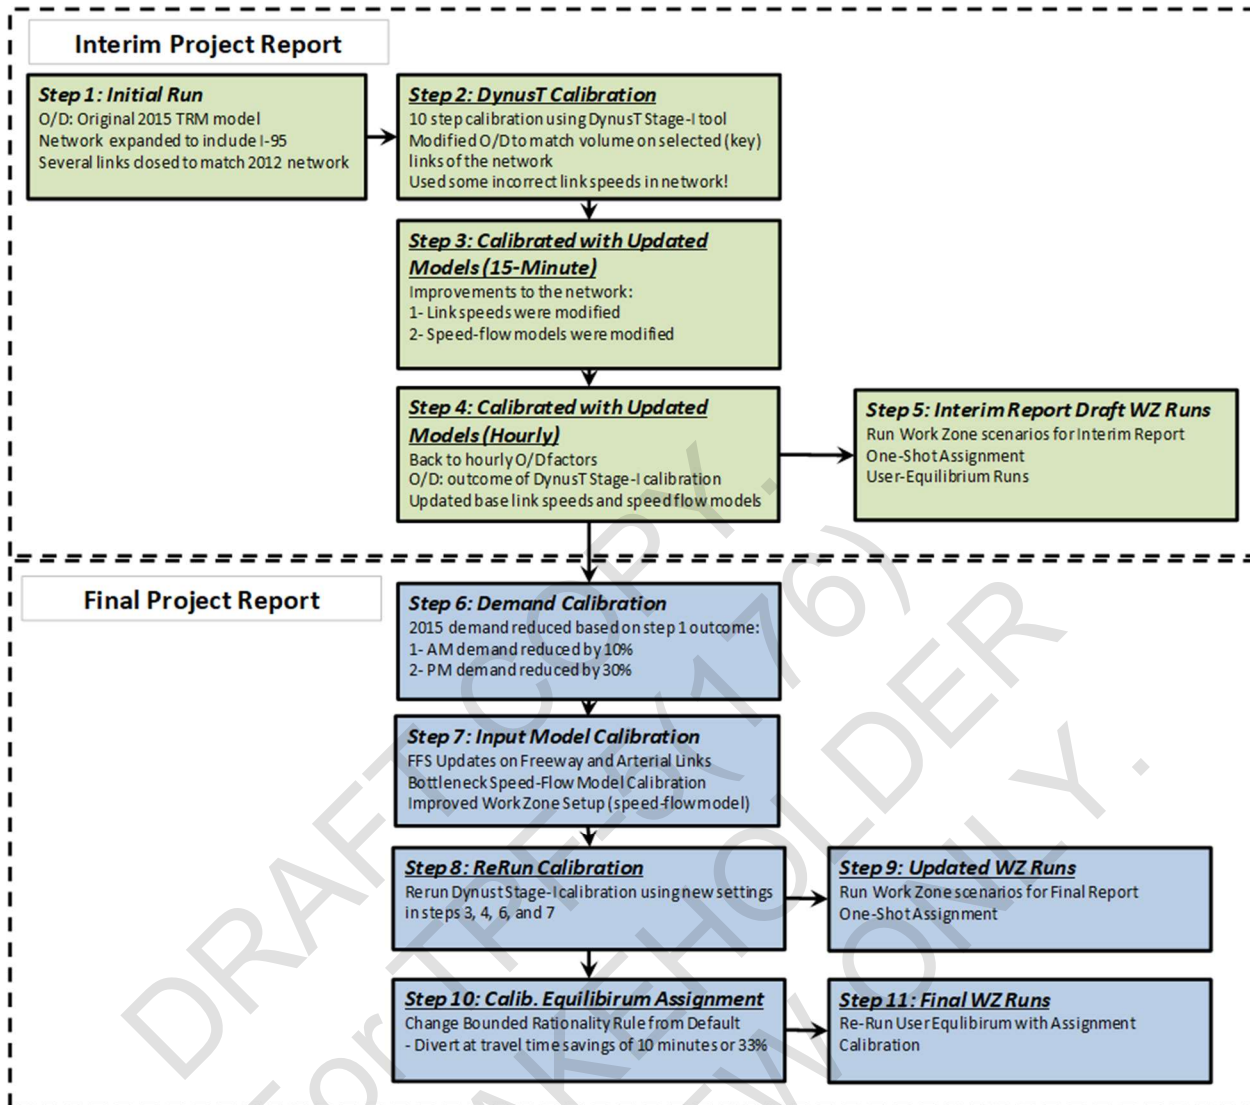 Interim Project Report
Step 1: Initial Run
O/D: Original 2015 TRM model
Network expanded to include I-95
Several links closed to match 2012 network
Step 2: DynusT Calibration
10 step calibration using DynusT Stage-I tool
Modified O/D to match volume on selected (key)
links of the network
Used some incorrect link speeds in network!
Step 3: Calibrated with Updated
Models (15-Minute)
Improvements to the network:
1- Link speeds were modified
2- Speed-flow models were modified
Step 4: Calibrated with Updated
Models (Hourly)
Back to hourly O/D factors
O/D: outcome of DynusT Stage-I calibration
Updated base link speeds and speed flow models
Step 5: Interim Report Draft WZ Runs
Run Work Zone scenarios for Interim Report
One-Shot Assignment
User-Equilibrium Runs
Final Project Report
Step 6: Demand Calibration
2015 demand reduced based on step 1 outcome:
1- AM demand reduced by 10%
2- PM demand reduced by 30%
Step 7: Input Model Calibration
FFS Updates on Freeway and Arterial Links
Bottleneck Speed-Flow Model Calibration
Improved Work Zone Setup (speed-flow model)
Step 8: ReRun Calibration
Rerun Dynust Stage-I calibration using new settings
in steps 3, 4, 6, and 7
Step 9: Updated WZ Runs
Run Work Zone scenarios for Final Report
One-Shot Assignment
Step 10: Calib. Equilibirum Assignment
Change Bounded Rationality Rule from Default
- Divert at travel time savings of 10 minutes or 33%
Step 11: Final WZ Runs
Re-Run User Equlibirum with Assignment
Calibration
DRAFT COPY.
For TPF-5(176)